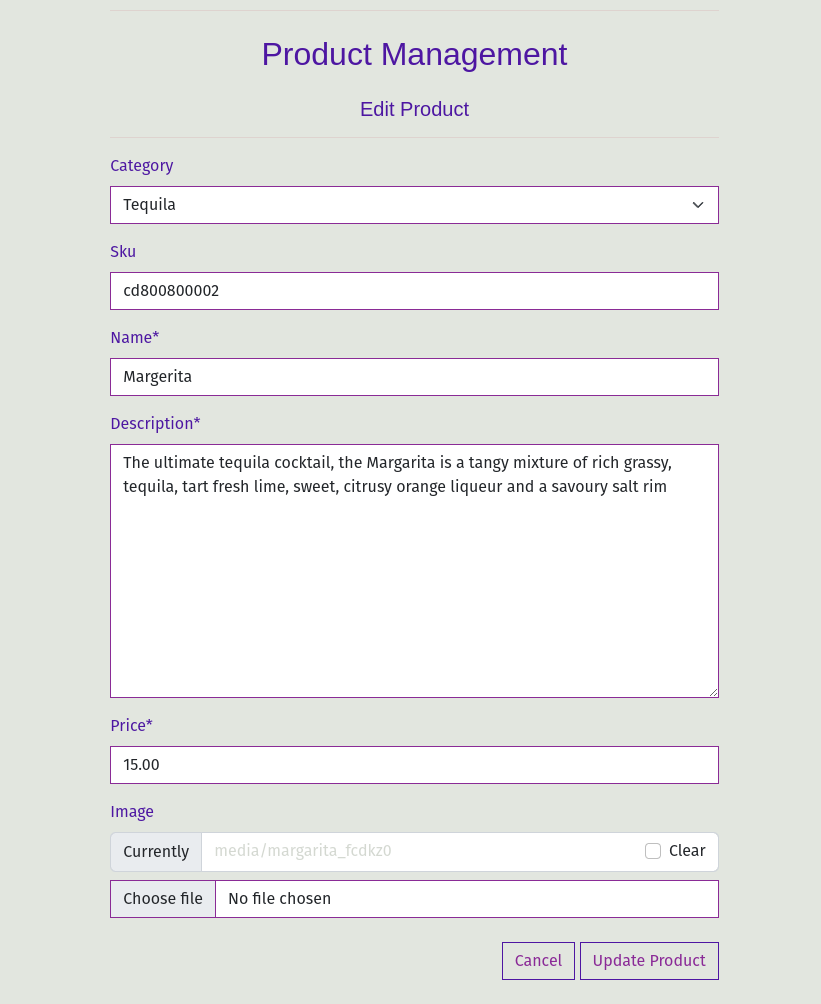 Product Management
Edit Product
Category
Tequila
Sku
cd800800002
Name*
Margerita
Description*
The ultimate tequila cocktail, the Margarita is a tangy mixture of rich grassy,
tequila, tart fresh lime, sweet, citrusy orange liqueur and a savoury salt rim
Price*
15.00
Image
Currently media/margarita_fcdkz0 Clear
Choose file No file chosen
Cancel Update Product